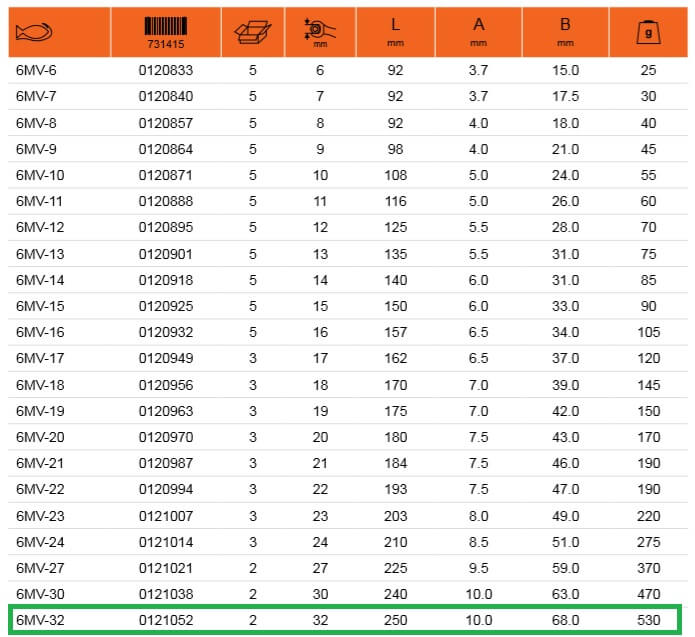 731415 mm L mm A mm B mm g
6MV-6 0120833 5 6 92 3.7 15.0 25
6MV-7 0120840 5 7 92 3.7 17.5 30
6MV-8 0120857 5 8 92 4.0 18.0 40
6MV-9 0120864 5 9 98 4.0 21.0 45
6MV-10 0120871 5 10 108 5.0 24.0 55
6MV-11 0120888 5 11 116 5.0 26.0 60
6MV-12 0120895 5 12 125 5.5 28.0 70
6MV-13 0120901 5 13 135 5.5 31.0 75
6MV-14 0120918 5 14 140 6.0 31.0 85
6MV-15 0120925 5 15 150 6.0 33.0 90
6MV-16 0120932 5 16 157 6.5 34.0 105
6MV-17 0120949 3 17 162 6.5 37.0 120
6MV-18 0120956 3 18 170 7.0 39.0 145
6MV-19 0120963 3 19 175 7.0 42.0 150
6MV-20 0120970 3 20 180 7.5 43.0 170
6MV-21 0120987 3 21 184 7.5 46.0 190
6MV-22 0120994 3 22 193 7.5 47.0 190
6MV-23 0121007 3 23 203 8.0 49.0 220
6MV-24 0121014 3 24 210 8.5 51.0 275
6MV-27 0121021 2 27 225 9.5 59.0 370
6MV-30 0121038 2 30 240 10.0 63.0 470
6MV-32 0121052 2 32 250 10.0 68.0 530